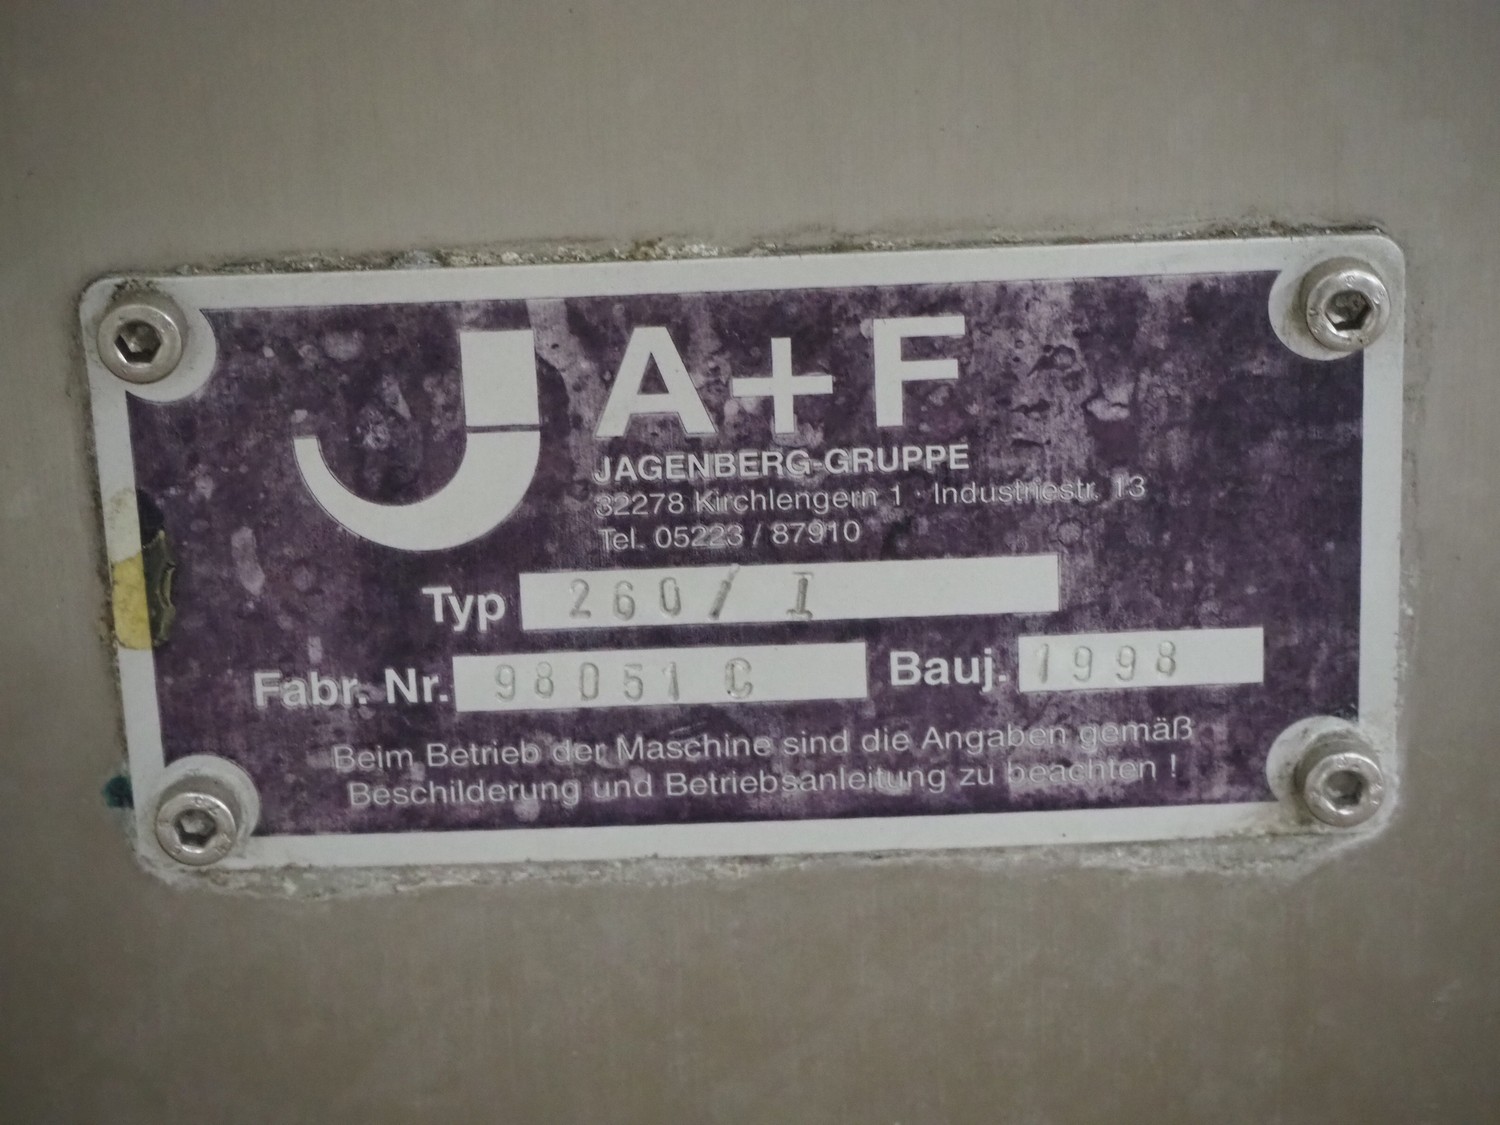 A+F
JAGENBERG-GRUPPE
32278 Kirchlengern 1 · Industriestr. 13
Tel. 05223 / 87910
Typ 260/ I
Fabr. Nr. 98051 C Bauj. 1998
Beim Betrieb der Maschine sind die Angaben gemäß
Beschilderung und Betriebsanleitung zu beachten !